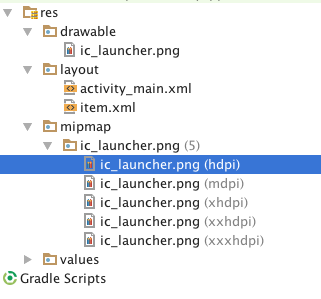 res
drawable
ic_launcher.png
layout
activity_main.xml
item.xml
mipmap
ic_launcher.png (5)
ic_launcher.png (hdpi)
ic_launcher.png (mdpi)
ic_launcher.png (xhdpi)
ic_launcher.png (xxhdpi)
ic_launcher.png (xxxhdpi)
values
Gradle Scripts